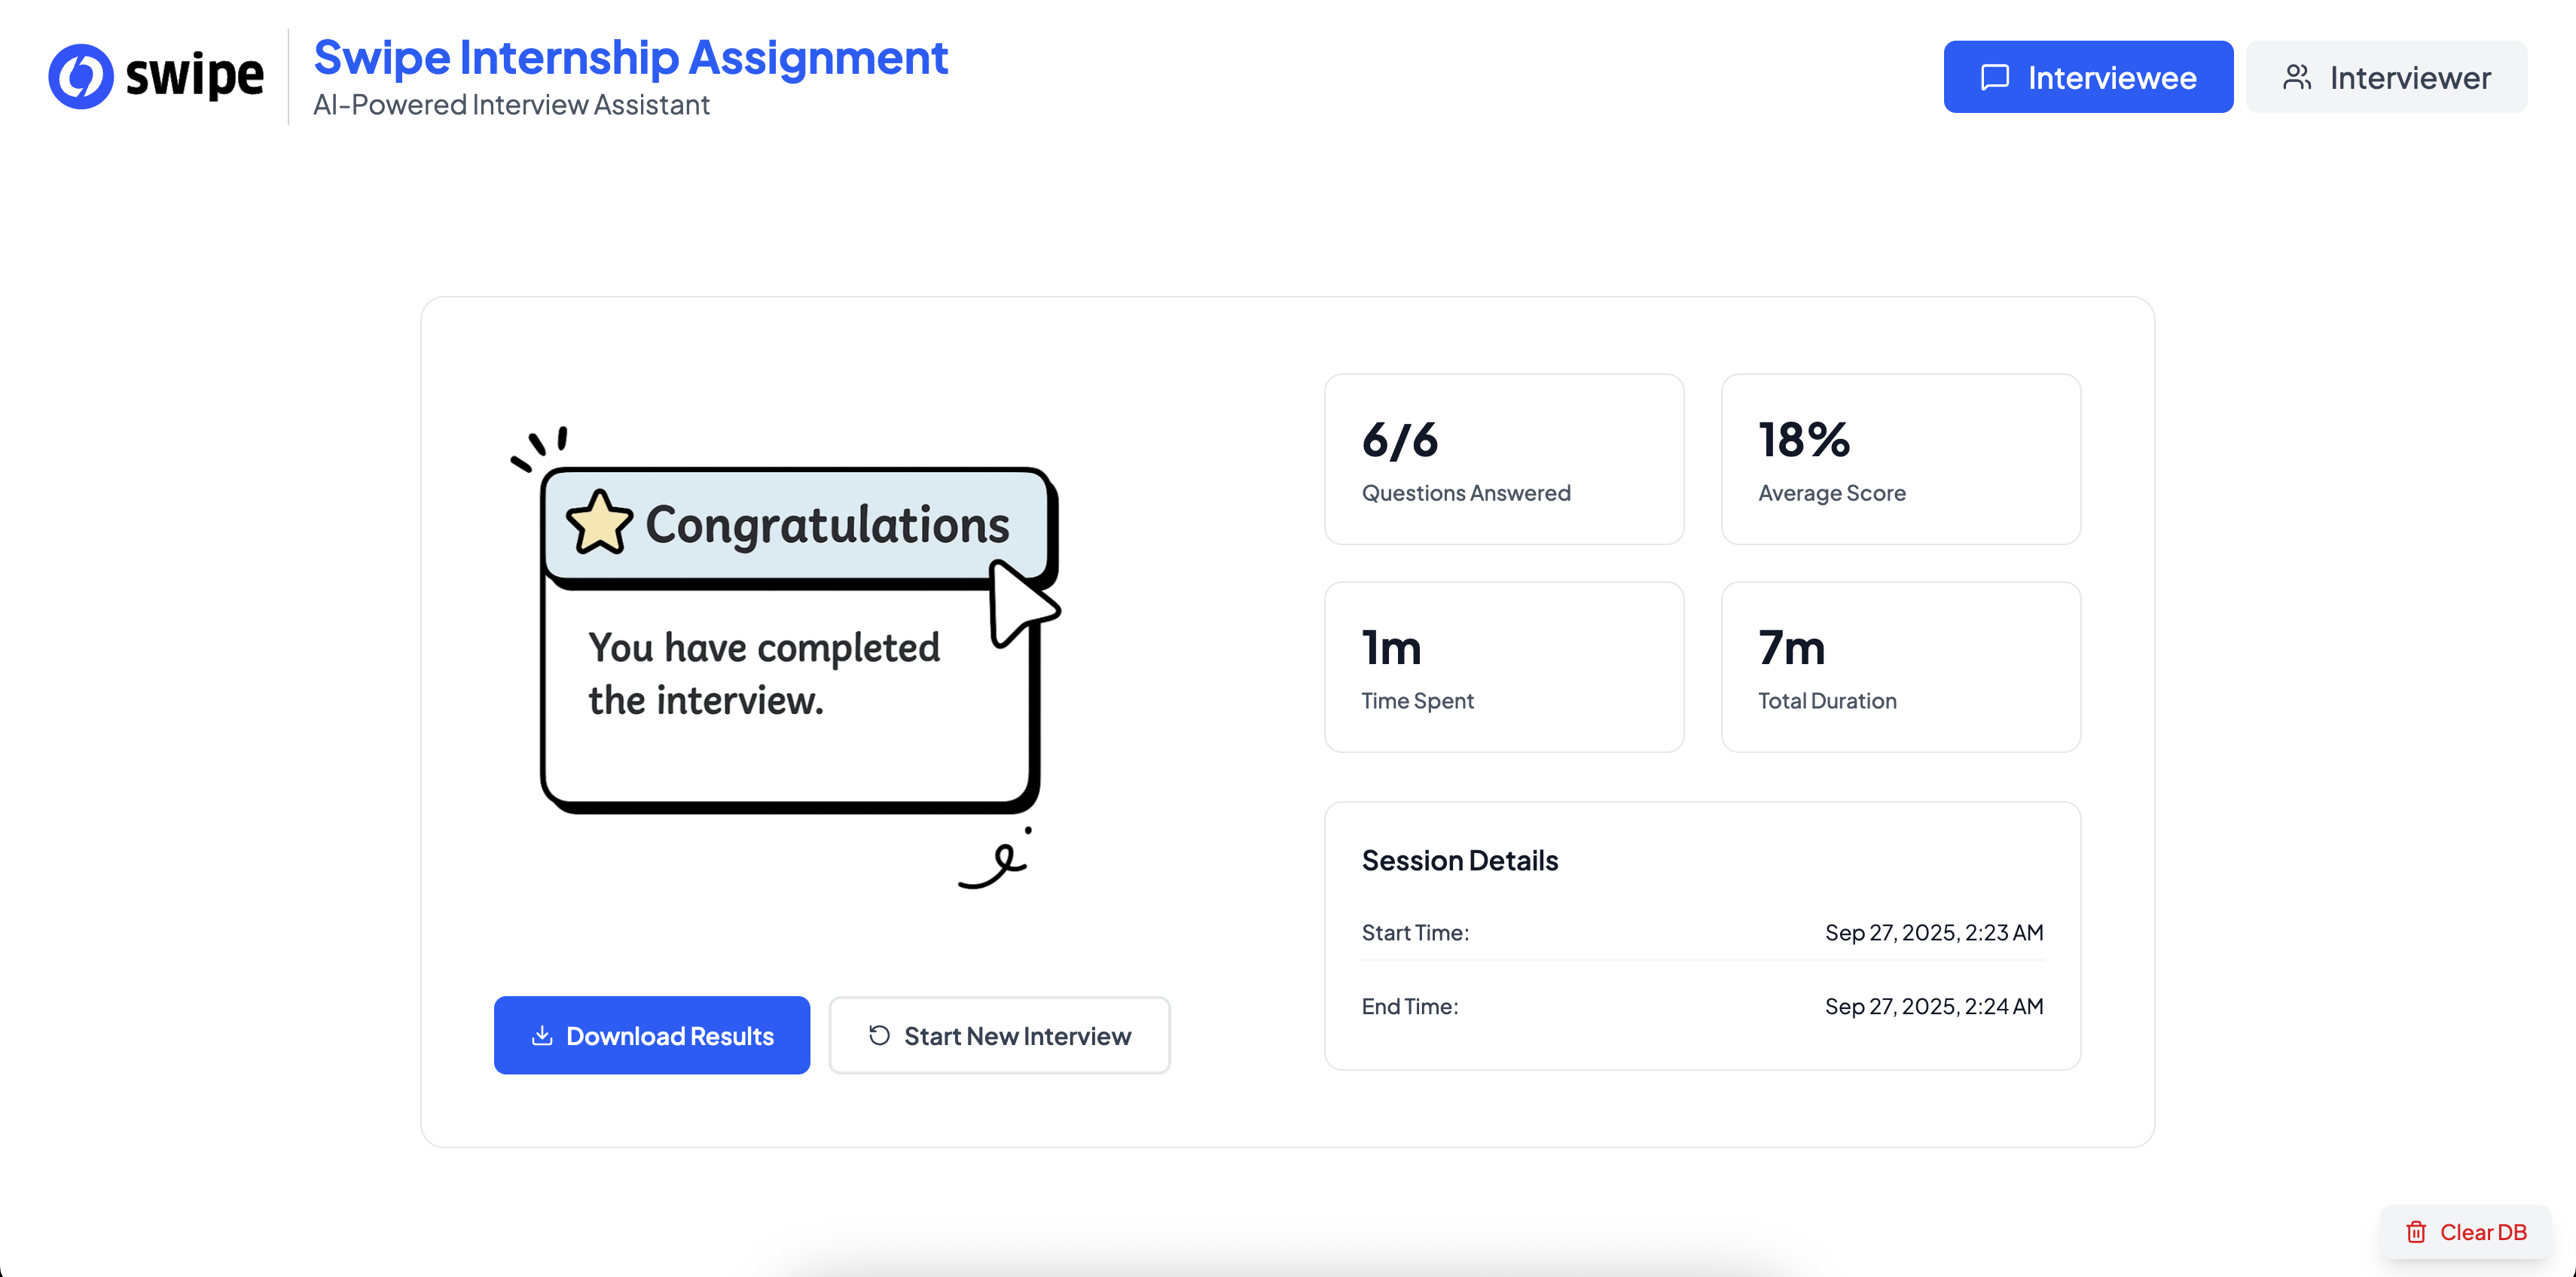 swipe
Swipe Internship Assignment
AI-Powered Interview Assistant
Interviewee
Interviewer
Congratulations
You have completed
the interview.
Download Results
Start New Interview
6/6
Questions Answered
18%
Average Score
1m
Time Spent
7m
Total Duration
Session Details
Start Time: Sep 27, 2025, 2:23 AM
End Time: Sep 27, 2025, 2:24 AM
Clear DB